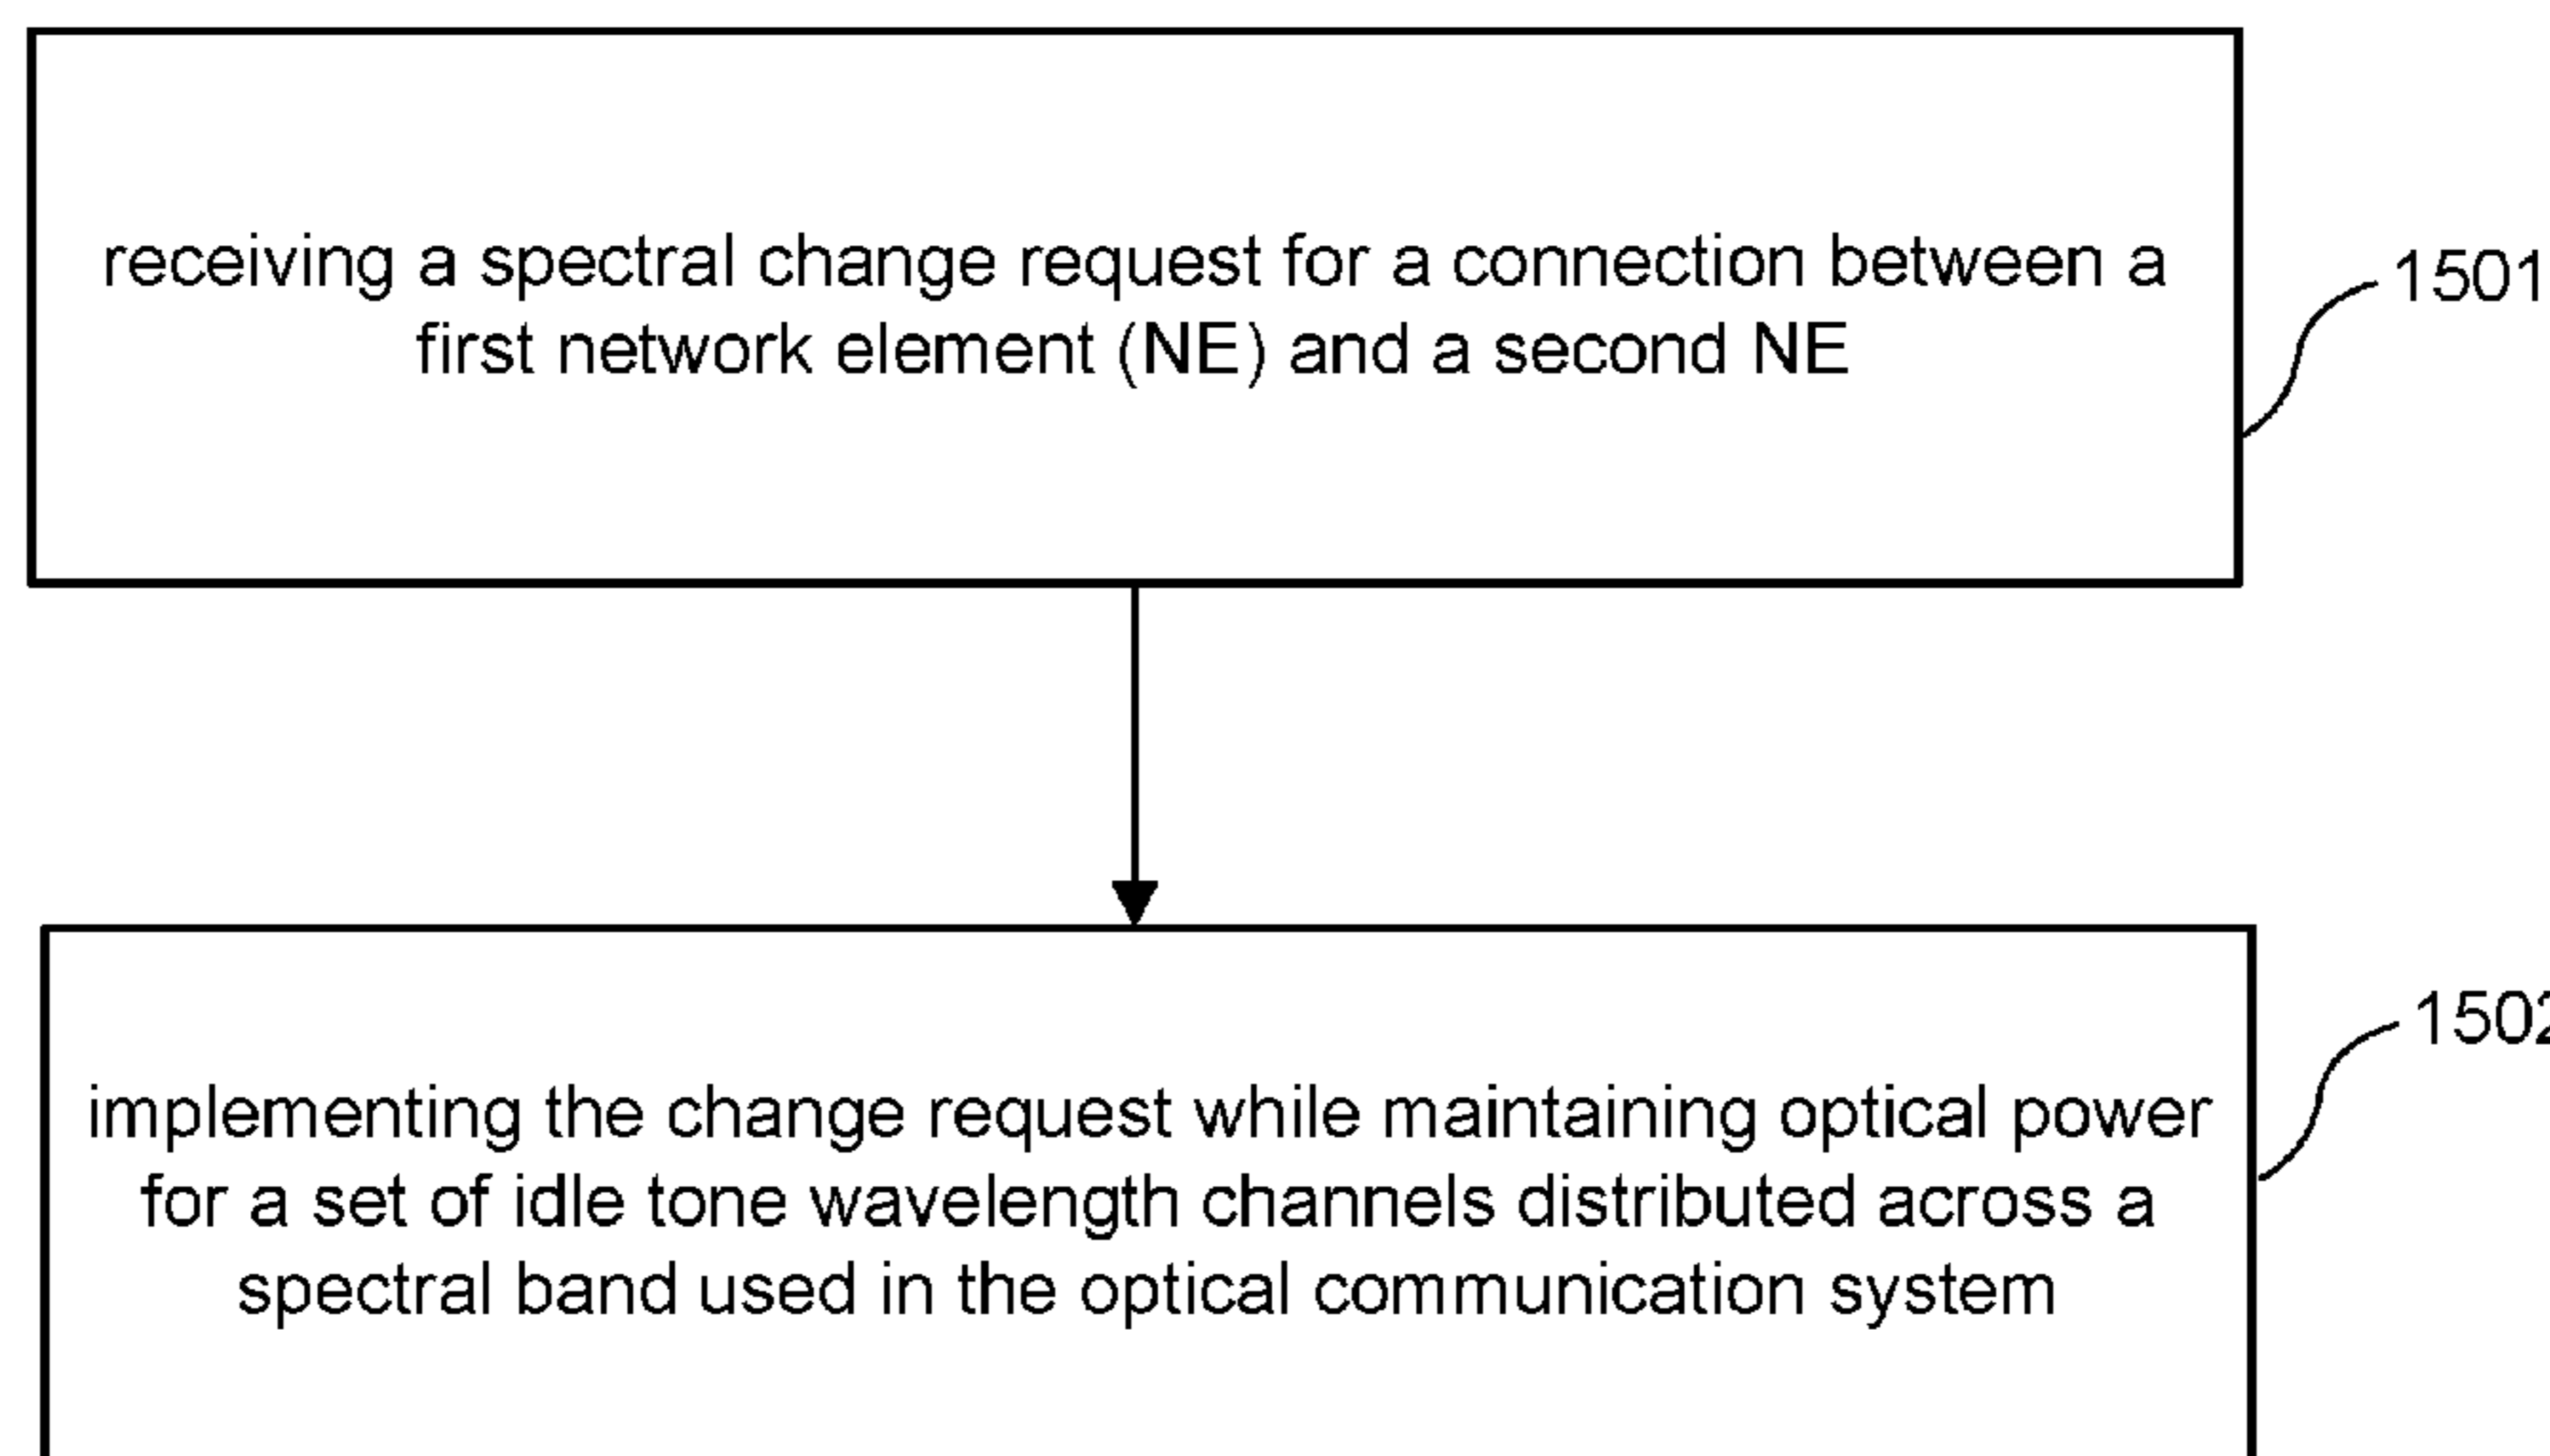 receiving a spectral change request for a connection between a
first network element (NE) and a second NE
1501
1502
implementing the change request while maintaining optical power
for a set of idle tone wavelength channels distributed across a
spectral band used in the optical communication system